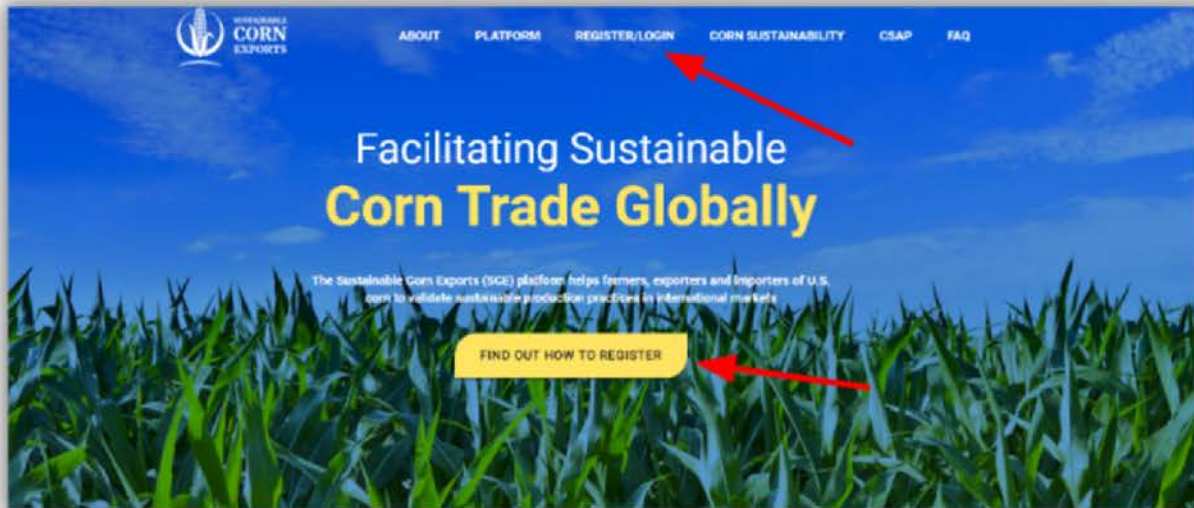 SUSTAINABLE
CORN
EXPORTS
ABOUT PLATFORM REGISTER/LOGIN CORN SUSTAINABILITY CSAP FAQ
Facilitating Sustainable
Corn Trade Globally
The Sustainable Corn Exports (SCE) platform helps farmers, exporters and importers of U.S.
corn to validate sustainable production practices in international markets
FIND OUT HOW TO REGISTER